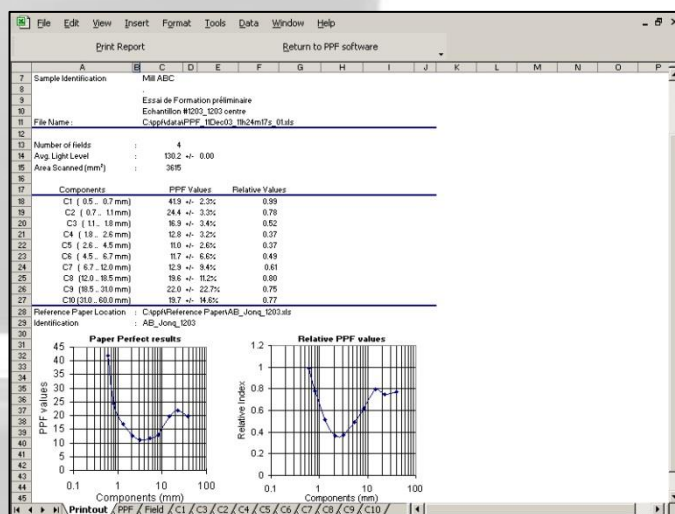 File Edit View Insert Format Tools Data Window Help
Print Report Return to PPF software
A B C D E F G H I J K L M N O P
7 Sample Identification Mill ABC
8 .
9 Essai de Formation préliminaire
10 Echantillon #1203_1203 centre
11 File Name : C:\ppf\data\PPF_11Dec03_11h24m17s_01.xls
12
13 Number of fields : 4
14 Avg. Light Level : 130.2 +/- 0.00
15 Area Scanned (mm²) : 3615
16
17 Components PPF Values Relative Values
18 C1 ( 0.5 .. 0.7 mm) 41.9 +/- 2.3% 0.99
19 C2 ( 0.7 .. 1.1 mm) 24.4 +/- 3.3% 0.78
20 C3 ( 1.1 .. 1.8 mm) 16.9 +/- 3.4% 0.52
21 C4 ( 1.8 .. 2.6 mm) 12.8 +/- 3.2% 0.37
22 C5 ( 2.6 .. 4.5 mm) 11.0 +/- 2.6% 0.37
23 C6 ( 4.5 .. 6.7 mm) 11.7 +/- 6.6% 0.49
24 C7 ( 6.7 .. 12.0 mm) 12.9 +/- 9.4% 0.61
25 C8 (12.0 .. 18.5 mm) 19.6 +/- 11.2% 0.80
26 C9 (18.5 .. 31.0 mm) 22.0 +/- 22.7% 0.75
27 C10 (31.0 .. 60.0 mm) 19.7 +/- 14.6% 0.77
28 Reference Paper Location : C:\ppf\Reference Paper\AB_Jonq_1203.xls
29 Identification : AB_Jonq_1203
30
31
32
33
34
35
36
37
38
39
40
41
42
43
44
45
Paper Perfect results
PPF values
45
40
35
30
25
20
15
10
5
0
0.1 1 10 100
Components (mm)
Relative PPF values
Relative Index
1.2
1
0.8
0.6
0.4
0.2
0
0.1 1 10 100
Components (mm)
Printout / PPF / Field / C1 / C3 / C2 / C4 / C5 / C6 / C7 / C8 / C9 / C10 /